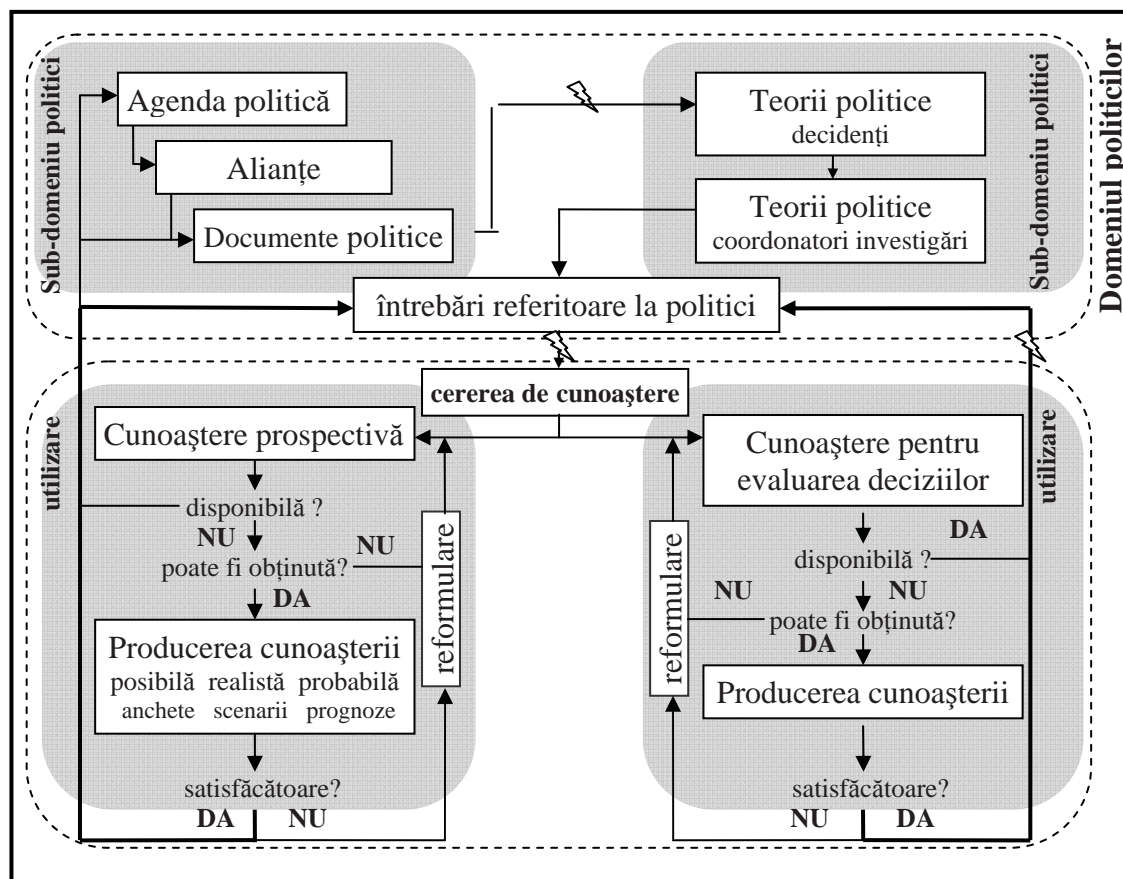 Domeniul politicilor
Sub-domeniu politici
Agenda politică
Alianțe
Documente politice
Teorii politice
decidenți
Teorii politice
coordonatori investigări
Sub-domeniu politici
întrebări referitoare la politici
cererea de cunoaştere
utilizare
Cunoaştere prospectivă
disponibilă ?
NU
NU
poate fi obținută?
DA
Producerea cunoaşterii
posibilă realistă probabilă
anchete scenarii prognoze
satisfăcătoare?
DA
NU
reformulare
utilizare
Cunoaştere pentru
evaluarea deciziilor
DA
disponibilă ?
NU
NU
poate fi obținută?
DA
Producerea cunoaşterii
satisfăcătoare?
NU
DA
reformulare